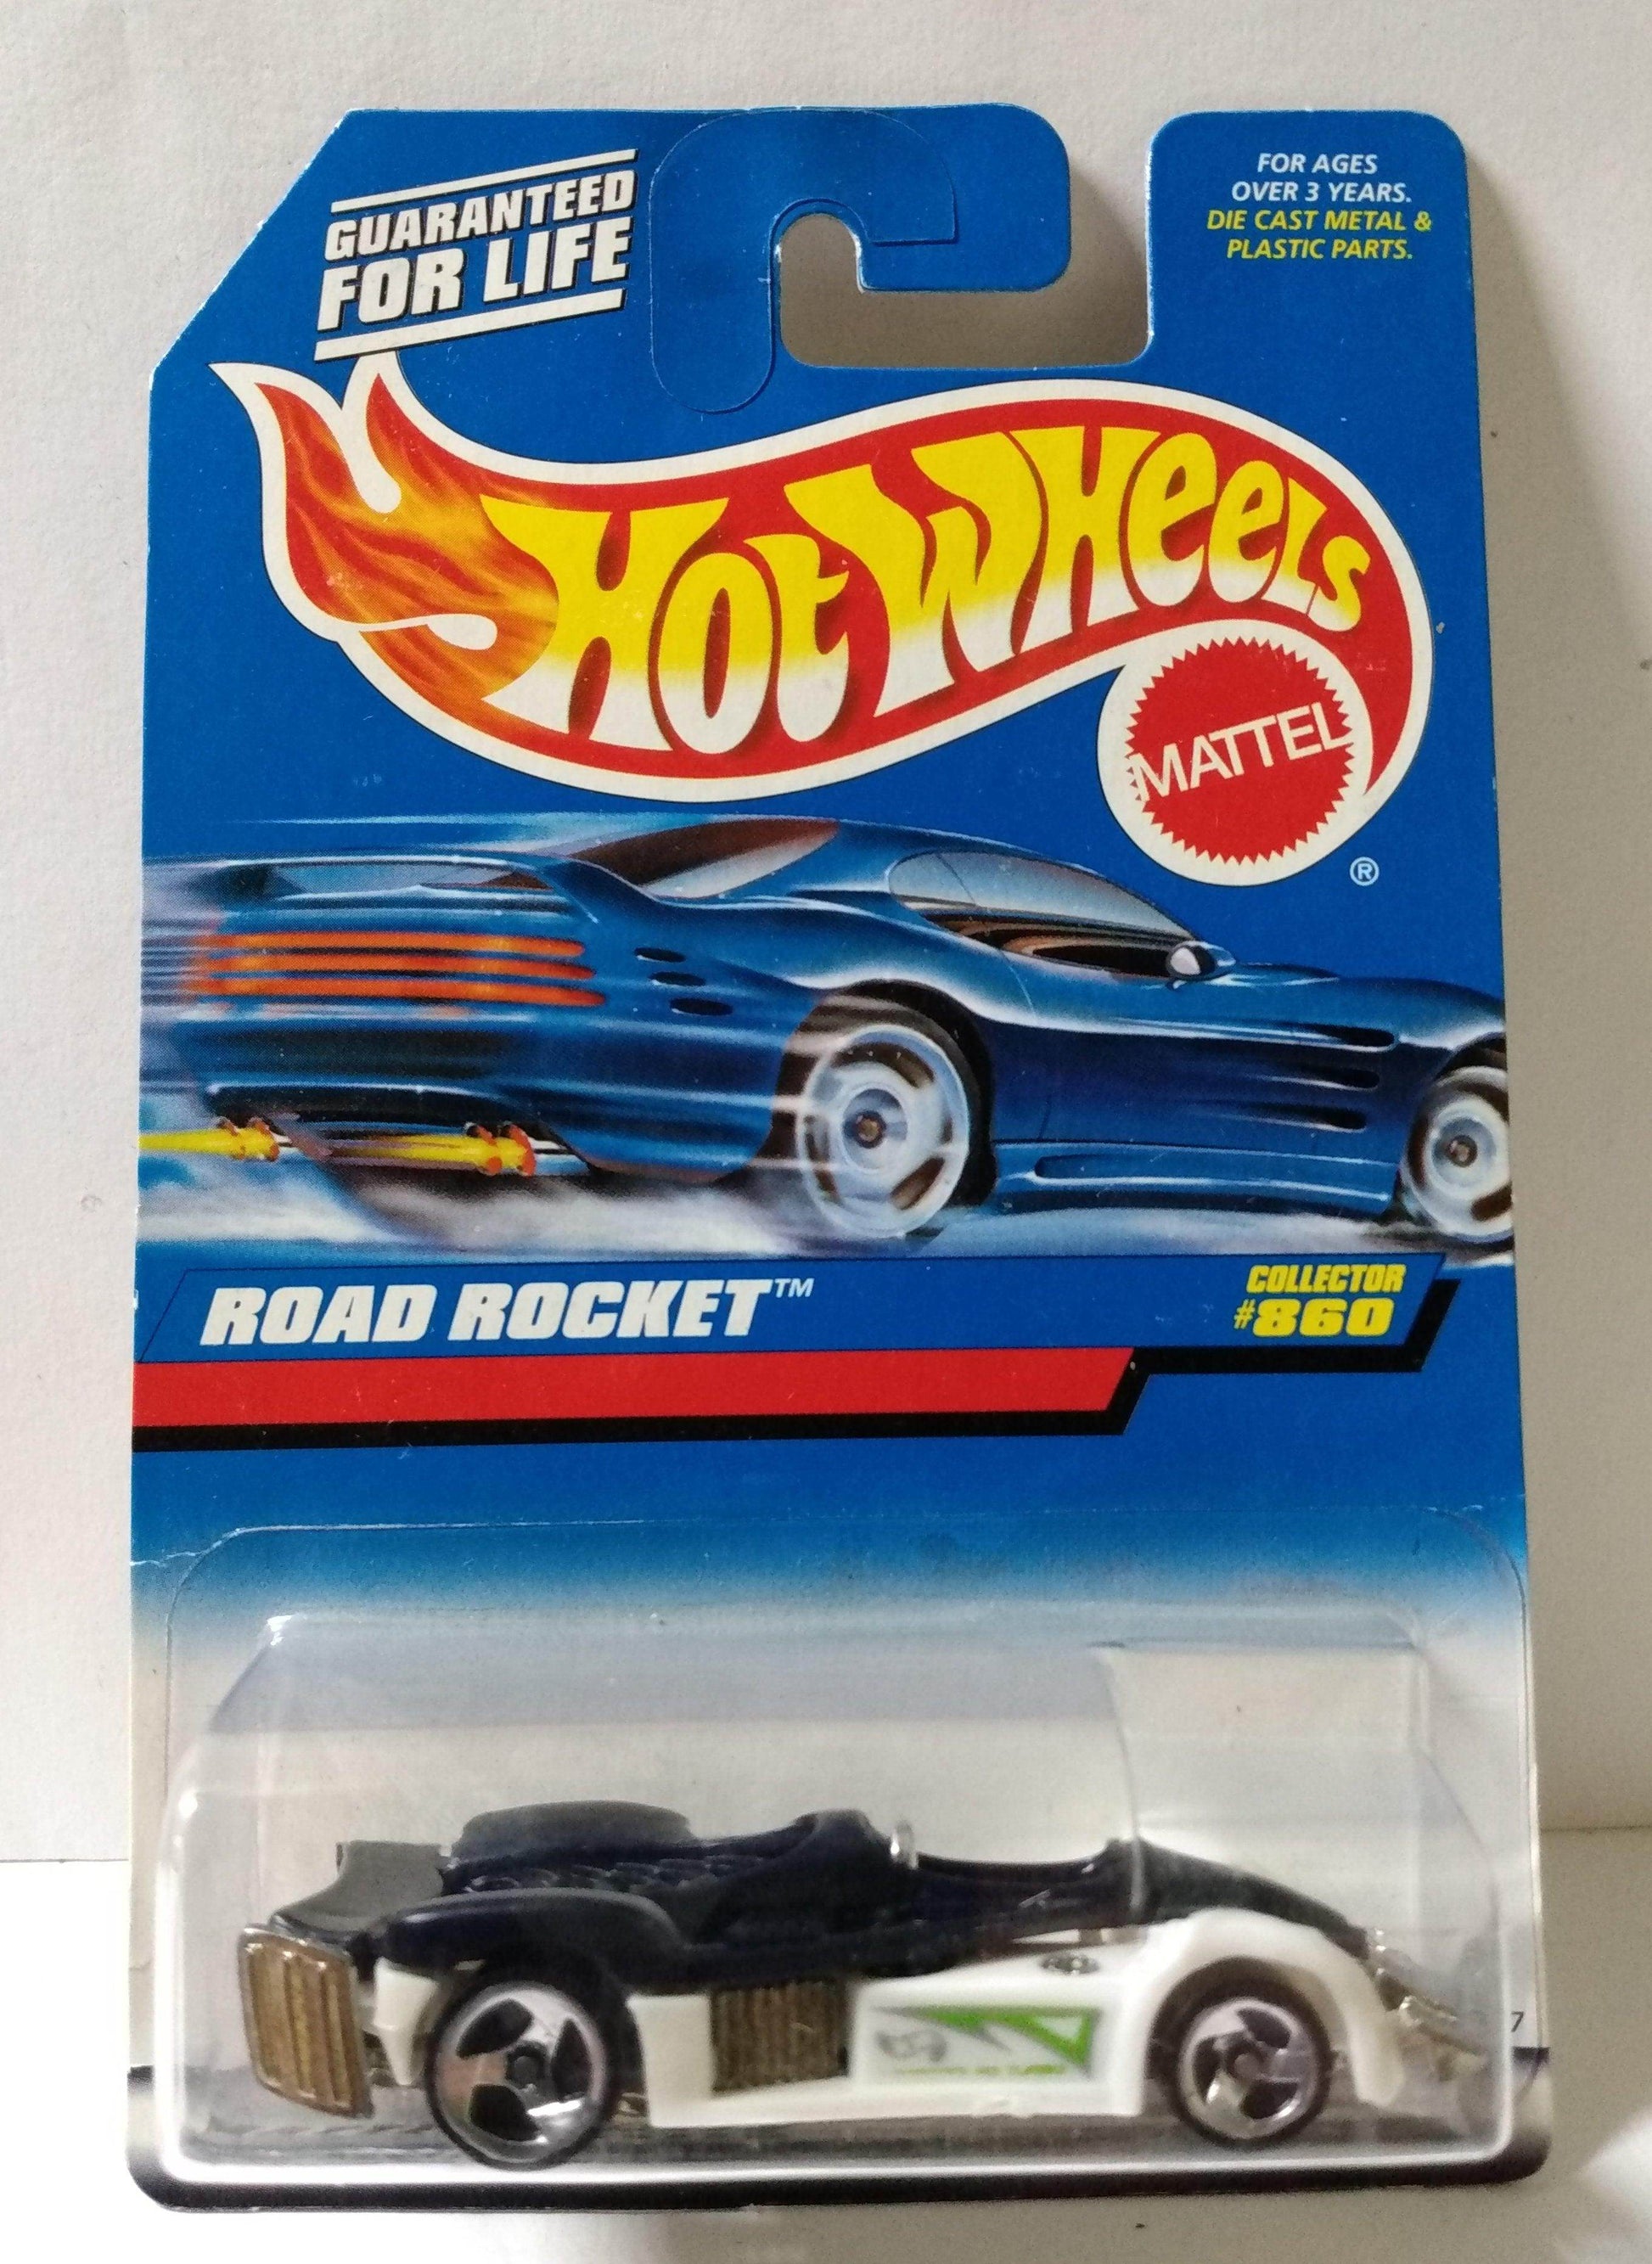 GUARANTEED
FOR LIFE
FOR AGES
OVER 3 YEARS.
DIE CAST METAL &
PLASTIC PARTS.
HOT WHEELS
MATTEL
®
ROAD ROCKET™
COLLECTOR
#860
7